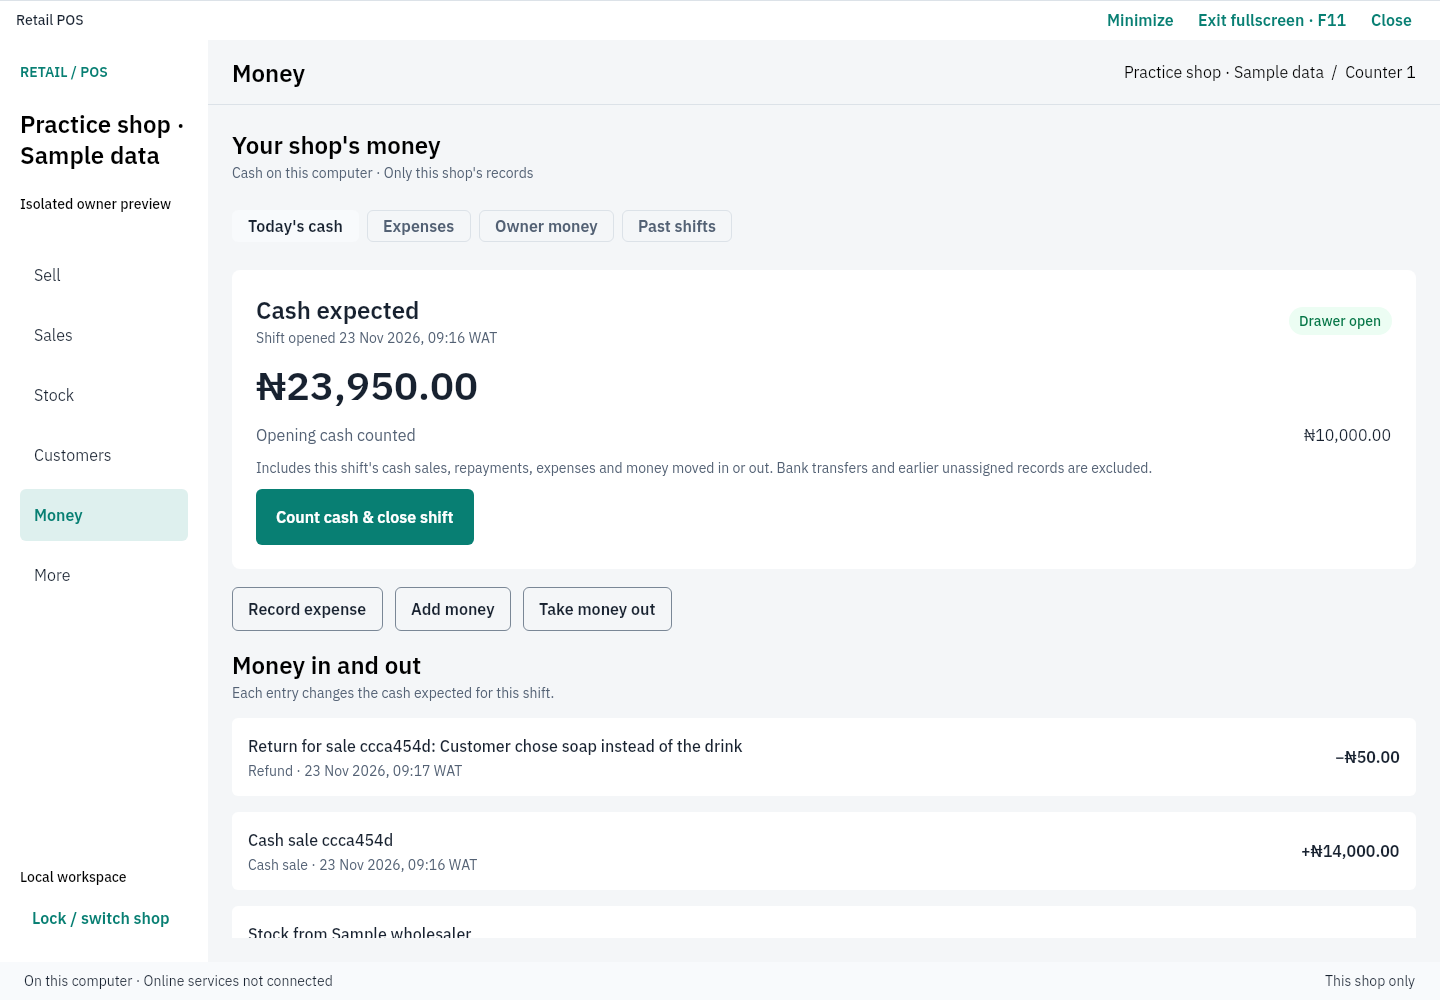 Retail POS
Minimize
Exit fullscreen · F11
Close
RETAIL / POS
Practice shop ·
Sample data
Isolated owner preview
Sell
Sales
Stock
Customers
Money
More
Local workspace
Lock / switch shop
Money
Practice shop · Sample data / Counter 1
Your shop's money
Cash on this computer · Only this shop's records
Today's cash
Expenses
Owner money
Past shifts
Cash expected
Shift opened 23 Nov 2026, 09:16 WAT
Drawer open
₦23,950.00
Opening cash counted
₦10,000.00
Includes this shift's cash sales, repayments, expenses and money moved in or out. Bank transfers and earlier unassigned records are excluded.
Count cash & close shift
Record expense
Add money
Take money out
Money in and out
Each entry changes the cash expected for this shift.
Return for sale ccca454d: Customer chose soap instead of the drink
Refund · 23 Nov 2026, 09:17 WAT
−₦50.00
Cash sale ccca454d
Cash sale · 23 Nov 2026, 09:16 WAT
+₦14,000.00
Stock from Sample wholesaler
On this computer · Online services not connected
This shop only